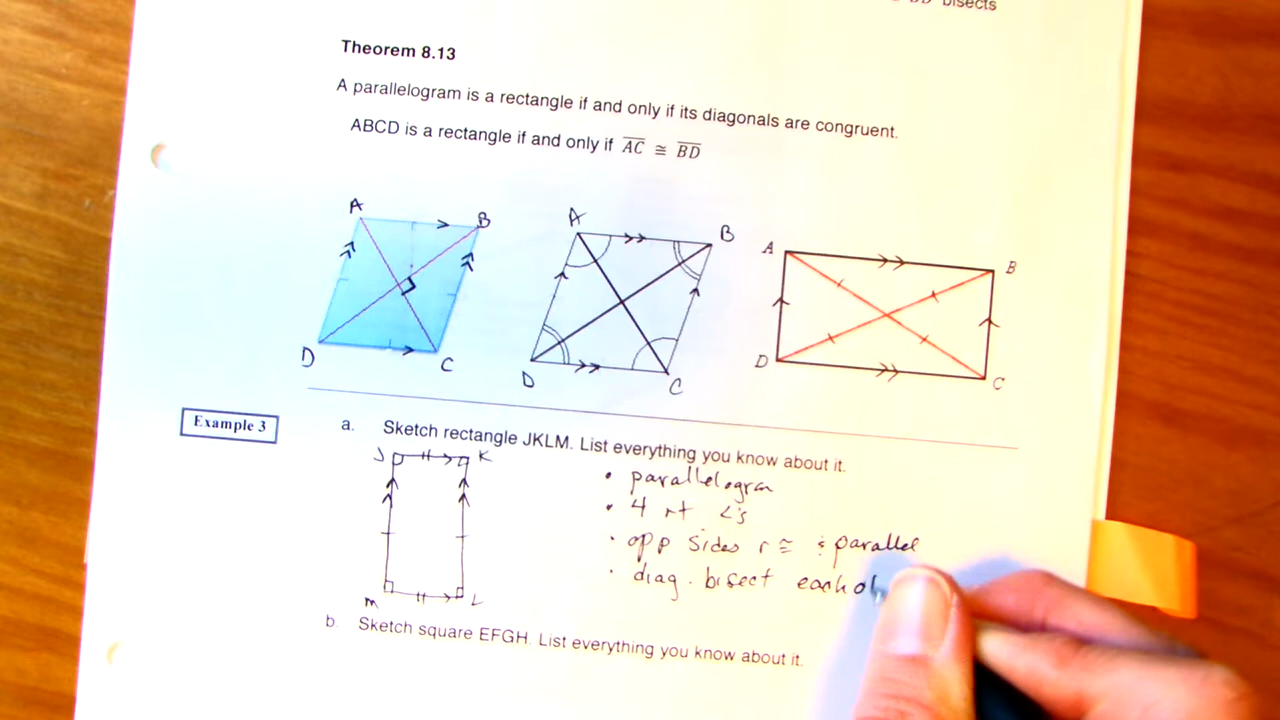 bisects
Theorem 8.13
A parallelogram is a rectangle if and only if its diagonals are congruent.
ABCD is a rectangle if and only if AC ≅ BD
A B
D C
A B
D C
A B
D C
Example 3
a. Sketch rectangle JKLM. List everything you know about it.
J K
M L
• parallelogram
• 4 rt ∠'s
• opp sides r ≅ & parallel
• diag. bisect each
b. Sketch square EFGH. List everything you know about it.